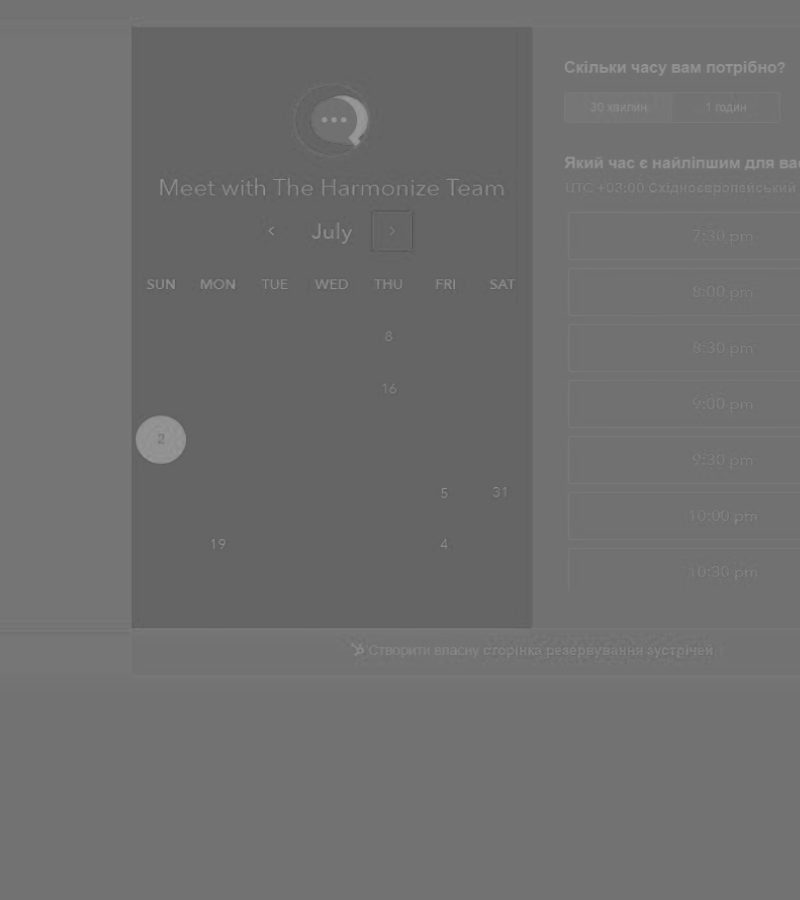 Meet with The Harmonize Team
July
SUN MON TUE WED THU FRI SAT
8
16
2
5 31
19 4
Скільки часу вам потрібно?
30 хвилин 1 годин
Який час є найліпшим для
UTC +03:00 Східноєвропейський
7:30 pm
8:00 pm
8:30 pm
9:00 pm
9:30 pm
10:00 pm
10:30 pm
Створити власну сторінка резервування зустрічей